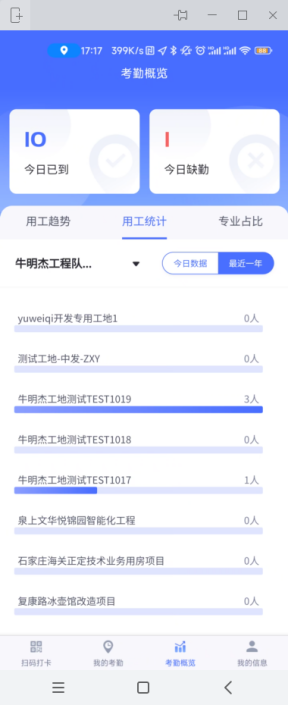 17:17 399K/s
考勤概览
10
今日已到
1
今日缺勤
用工趋势 用工统计 专业占比
牛明杰工程队... 今日数据 最近一年
yuweiqi开发专用工地1 0人
测试工地-中发-ZXY 0人
牛明杰工地测试TEST1019 3人
牛明杰工地测试TEST1018 0人
牛明杰工地测试TEST1017 1人
泉上文华悦锦园智能化工程 0人
石家庄海关正定技术业务用房项目 0人
复康路冰壶馆改造项目 0人
扫码打卡 我的考勤 考勤概览 我的信息